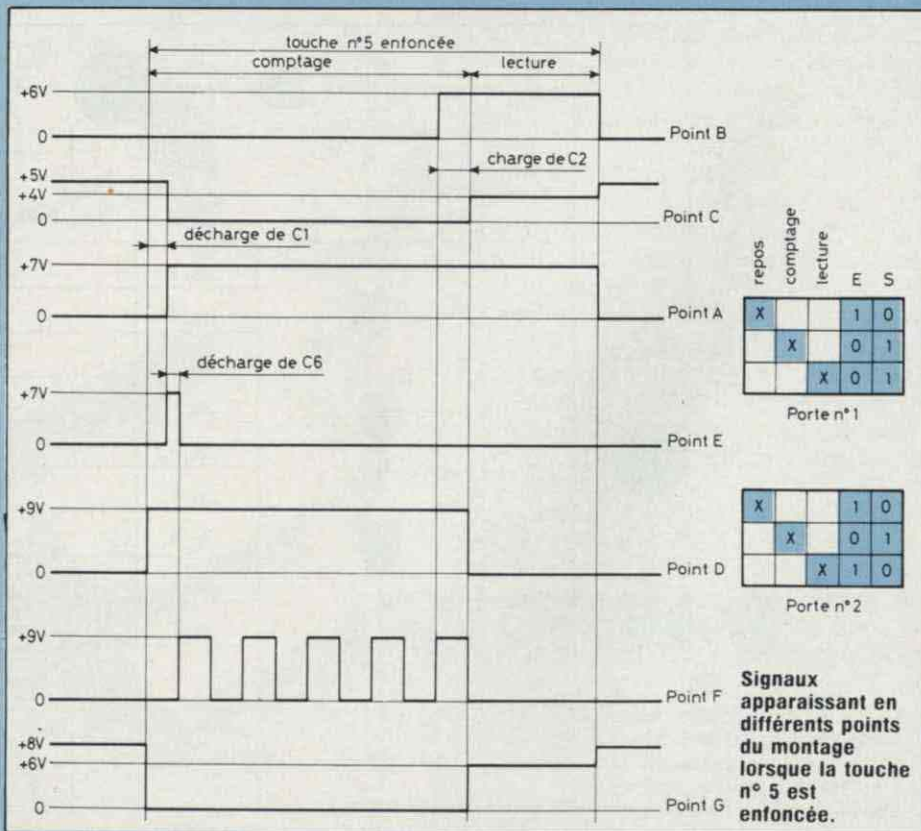 touche n°5 enfoncée
comptage
lecture
+6V
0
Point B
charge de C2
+5V
+4V
0
Point C
décharge de C1
+7V
0
Point A
décharge de C6
+7V
0
Point E
+9V
0
Point D
+9V
0
Point F
+8V
+6V
0
Point G
repos comptage lecture E S
X 1 0
X 0 1
X 0 1
Porte n°1
X 1 0
X 0 1
X 1 0
Porte n°2
Signaux
apparaissant en
différents points
du montage
lorsque la touche
n° 5 est
enfoncée.